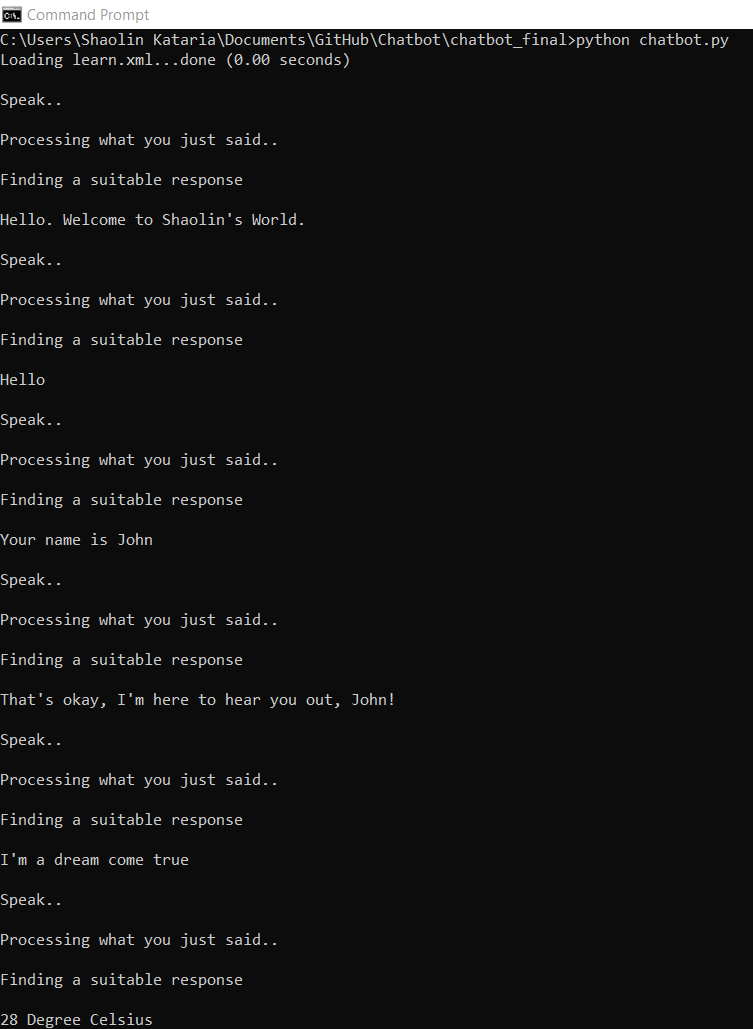 Command Prompt
C:\Users\Shaolin Kataria\Documents\GitHub\Chatbot\chatbot_final>python chatbot.py
Loading learn.xml...done (0.00 seconds)
Speak..
Processing what you just said..
Finding a suitable response
Hello. Welcome to Shaolin's World.
Speak..
Processing what you just said..
Finding a suitable response
Hello
Speak..
Processing what you just said..
Finding a suitable response
Your name is John
Speak..
Processing what you just said..
Finding a suitable response
That's okay, I'm here to hear you out, John!
Speak..
Processing what you just said..
Finding a suitable response
I'm a dream come true
Speak..
Processing what you just said..
Finding a suitable response
28 Degree Celsius